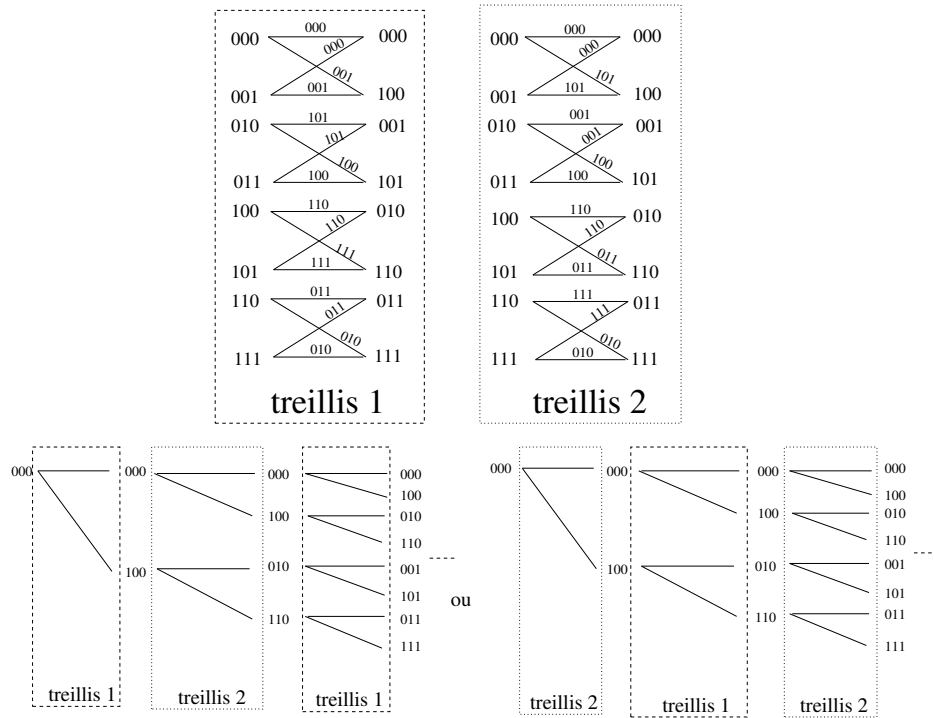 000 000 000 000 000 000
000 000
001 101
001 001 100 001 101 100
010 101 001 010 001 001
101 001
100 100
011 100 101 011 100 101
100 110 010 100 110 010
110 110
111 011
101 111 110 101 011 110
110 011 011 110 111 011
011 111
010 010
111 010 111 111 010 111
treillis 1 treillis 2
000 000 000 000 000 000 000 000
100 100
100 010 100 010
110 110
100 010 001 100 010 001
101 101
ou
110 011 110 011
111 111
treillis 1 treillis 2 treillis 1 treillis 2 treillis 1 treillis 2